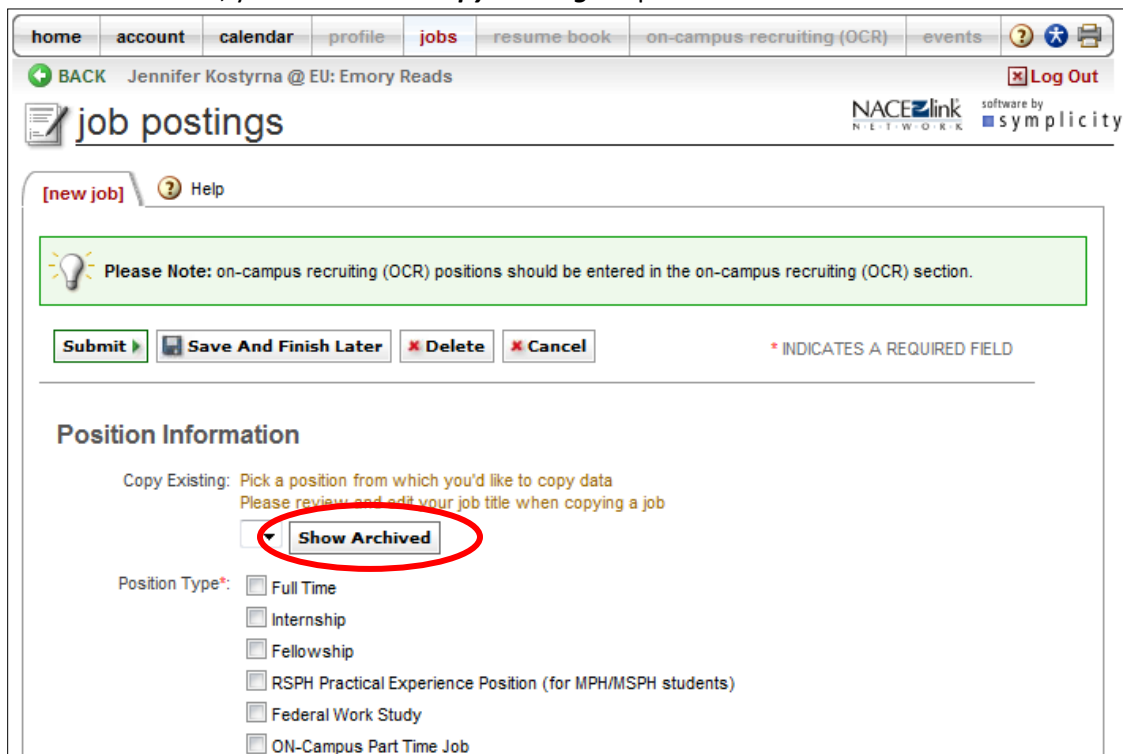 home account calendar profile jobs resume book on-campus recruiting (OCR) events
BACK Jennifer Kostyrna @ EU: Emory Reads Log Out
job postings NACEzlink NETWORK software by symplicity
[new job] Help
Please Note: on-campus recruiting (OCR) positions should be entered in the on-campus recruiting (OCR) section.
Submit Save And Finish Later Delete Cancel * INDICATES A REQUIRED FIELD
Position Information
Copy Existing: Pick a position from which you'd like to copy data
Please review and edit your job title when copying a job
Show Archived
Position Type*: Full Time
Internship
Fellowship
RSPH Practical Experience Position (for MPH/MSPH students)
Federal Work Study
ON-Campus Part Time Job